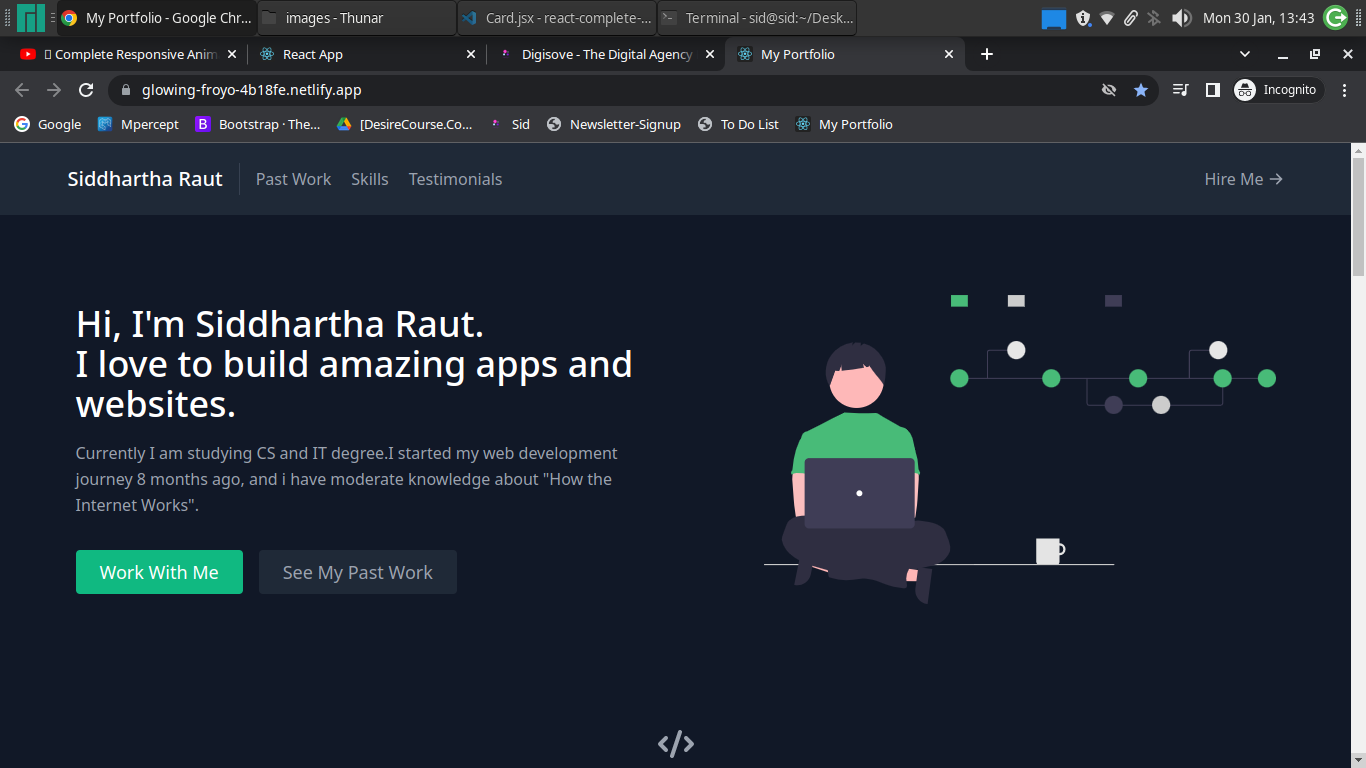 My Portfolio - Google Chr...
images - Thunar
Card.jsx - react-complete-...
Terminal - sid@sid:~/Desk...
Mon 30 Jan, 13:43
Complete Responsive Anim
React App
Digisove - The Digital Agency
My Portfolio
glowing-froyo-4b18fe.netlify.app
Incognito
Google
Mpercept
Bootstrap · The...
[DesireCourse.Co...
Sid
Newsletter-Signup
To Do List
My Portfolio
Siddhartha Raut
Past Work
Skills
Testimonials
Hire Me →
Hi, I'm Siddhartha Raut.
I love to build amazing apps and
websites.
Currently I am studying CS and IT degree.I started my web development
journey 8 months ago, and i have moderate knowledge about "How the
Internet Works".
Work With Me
See My Past Work